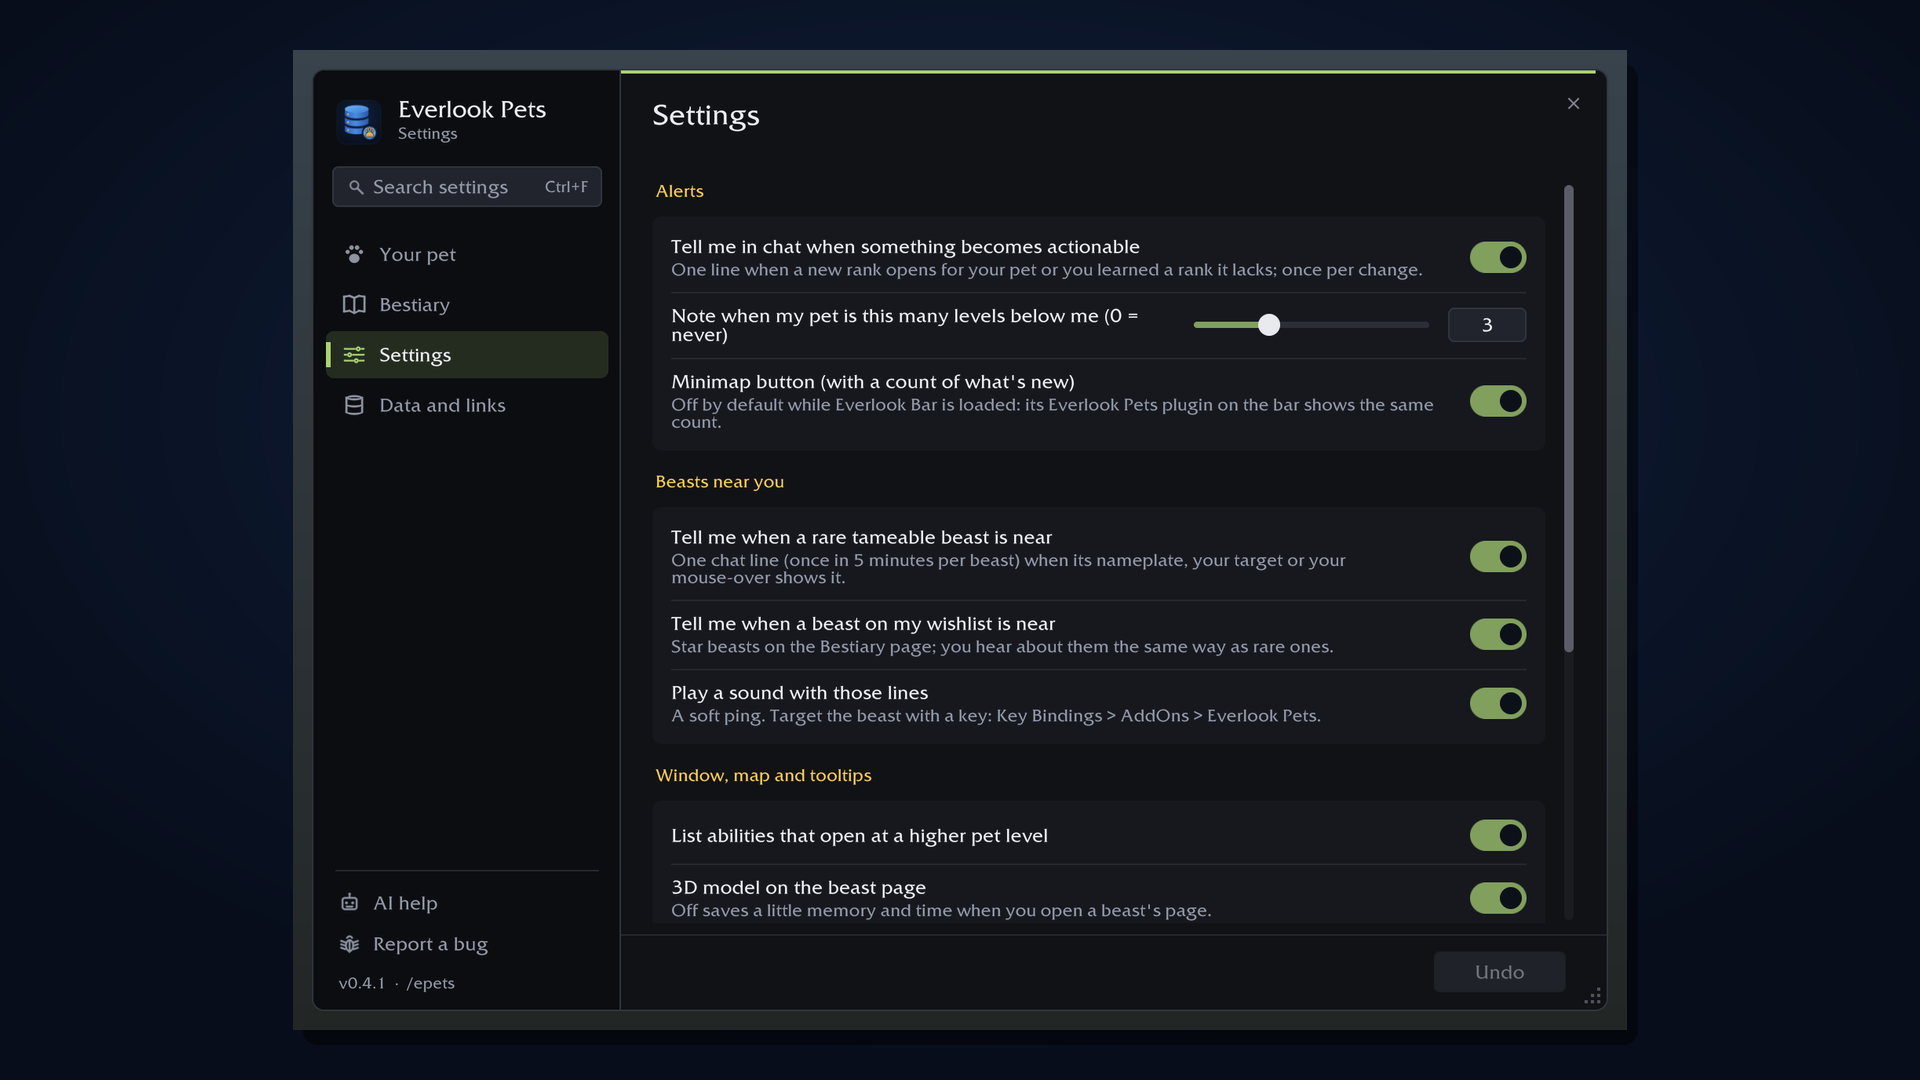 Everlook Pets
Settings
Search settings Ctrl+F
Your pet
Bestiary
Settings
Data and links
AI help
Report a bug
v0.4.1 · /epets
Settings
Alerts
Tell me in chat when something becomes actionable
One line when a new rank opens for your pet or you learned a rank it lacks; once per change.
Note when my pet is this many levels below me (0 =
never)
3
Minimap button (with a count of what's new)
Off by default while Everlook Bar is loaded: its Everlook Pets plugin on the bar shows the same
count.
Beasts near you
Tell me when a rare tameable beast is near
One chat line (once in 5 minutes per beast) when its nameplate, your target or your
mouse-over shows it.
Tell me when a beast on my wishlist is near
Star beasts on the Bestiary page; you hear about them the same way as rare ones.
Play a sound with those lines
A soft ping. Target the beast with a key: Key Bindings > AddOns > Everlook Pets.
Window, map and tooltips
List abilities that open at a higher pet level
3D model on the beast page
Off saves a little memory and time when you open a beast's page.
Undo